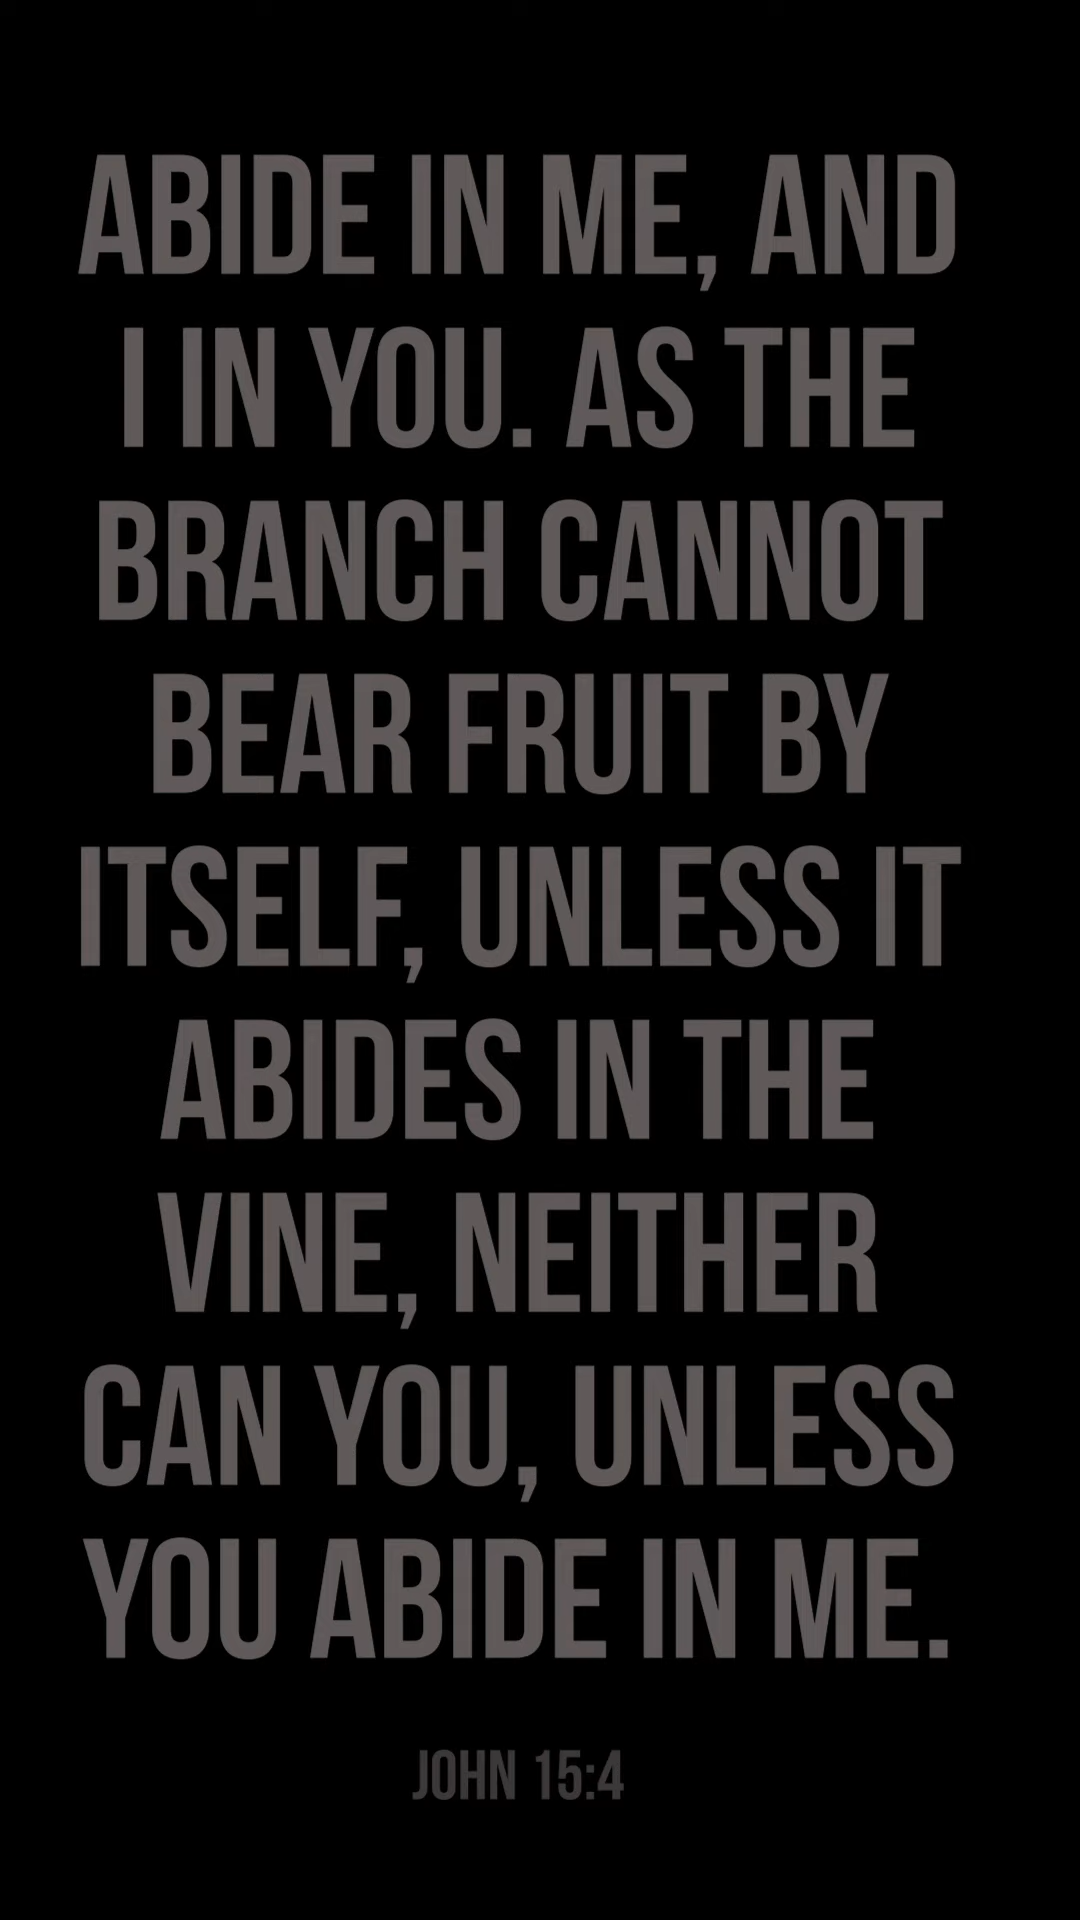 ABIDE IN ME, AND
I IN YOU. AS THE
BRANCH CANNOT
BEAR FRUIT BY
ITSELF, UNLESS IT
ABIDES IN THE
VINE, NEITHER
CAN YOU, UNLESS
YOU ABIDE IN ME.
JOHN 15:4